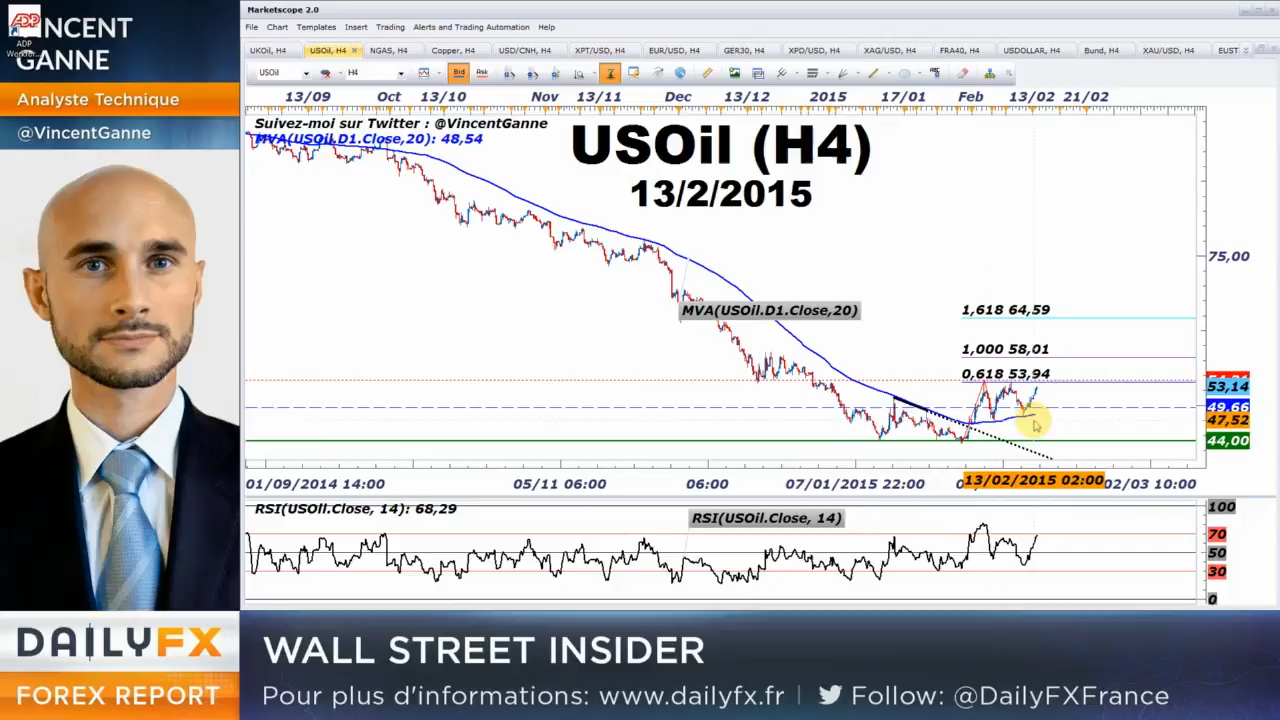 ADP
INCENT
GANNE
Analyste Technique
@VincentGanne
Marketscope 2.0
File Chart Templates Insert Trading Alerts and Trading Automation Help
UKOil, H4 USOil, H4 NGAS, H4 Copper, H4 USD/CNH, H4 XPT/USD, H4 EUR/USD, H4 GER30, H4 XPD/USD, H4 XAG/USD, H4 FRA40, H4 USDOLLAR, H4 Bund, H4 XAU/USD, H4 EUST
USOil H4 Bid Ask
13/09 Oct 13/10 Nov 13/11 Dec 13/12 2015 17/01 Feb 13/02 21/02
Suivez-moi sur Twitter : @VincentGanne
MVA(USOil.D1.Close,20): 48,54
USOil (H4)
13/2/2015
75,00
MVA(USOil.D1.Close,20)
1,618 64,59
1,000 58,01
0,618 53,94
53,14
49,66
47,52
44,00
01/09/2014 14:00 05/11 06:00 06:00 07/01/2015 22:00 13/02/2015 02:00 02/03 10:00
RSI(USOil.Close, 14): 68,29
RSI(USOil.Close, 14)
100
70
50
30
0
DAILYFX
FOREX REPORT
WALL STREET INSIDER
Pour plus d'informations: www.dailyfx.fr | Follow: @DailyFXFrance